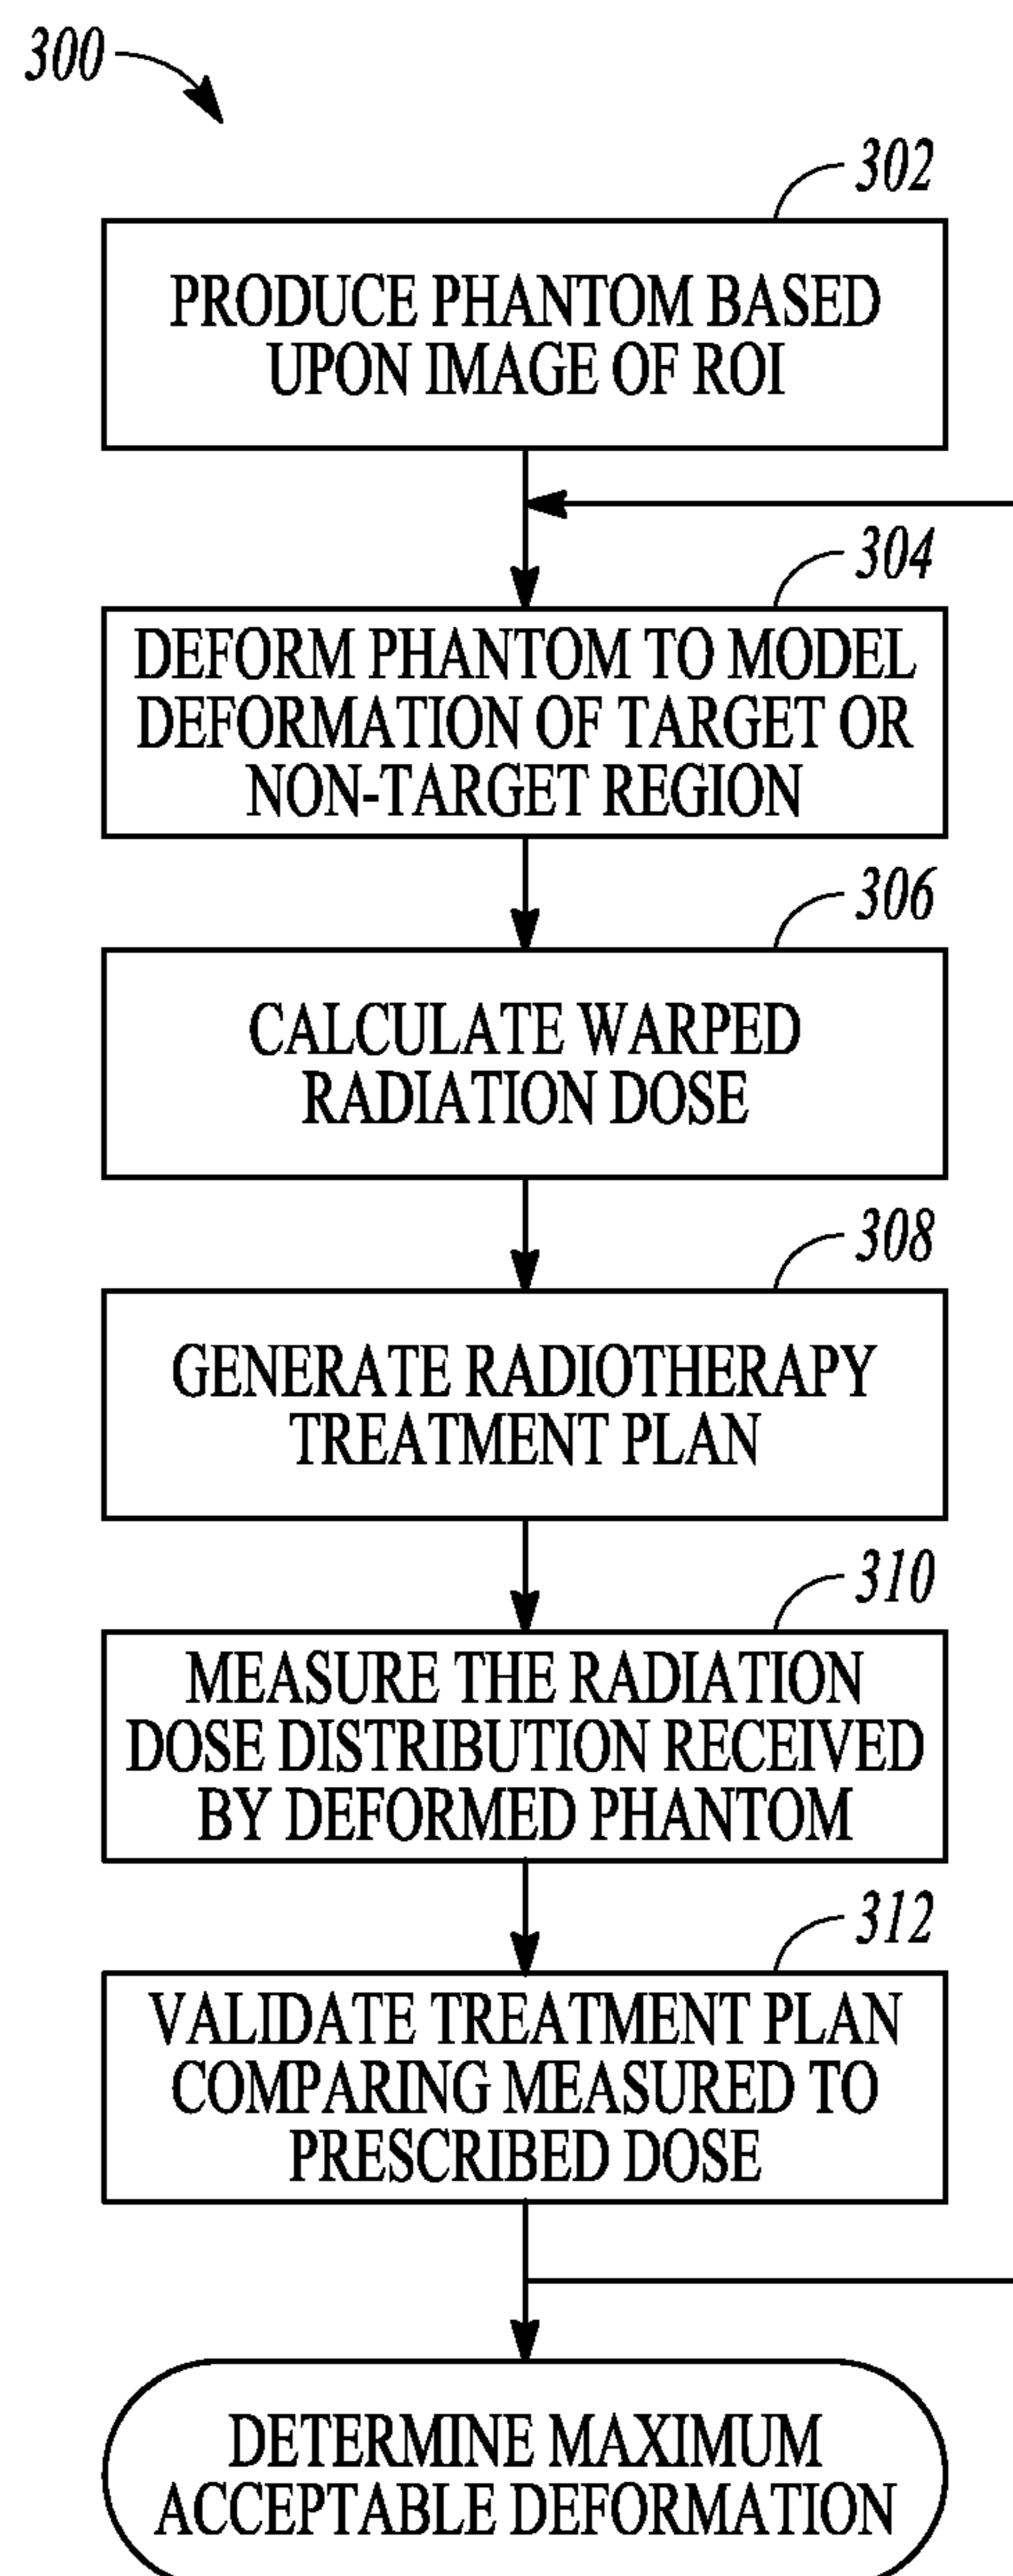 300
302
PRODUCE PHANTOM BASED
UPON IMAGE OF ROI
304
DEFORM PHANTOM TO MODEL
DEFORMATION OF TARGET OR
NON-TARGET REGION
306
CALCULATE WARPED
RADIATION DOSE
308
GENERATE RADIOTHERAPY
TREATMENT PLAN
310
MEASURE THE RADIATION
DOSE DISTRIBUTION RECEIVED
BY DEFORMED PHANTOM
312
VALIDATE TREATMENT PLAN
COMPARING MEASURED TO
PRESCRIBED DOSE
DETERMINE MAXIMUM
ACCEPTABLE DEFORMATION